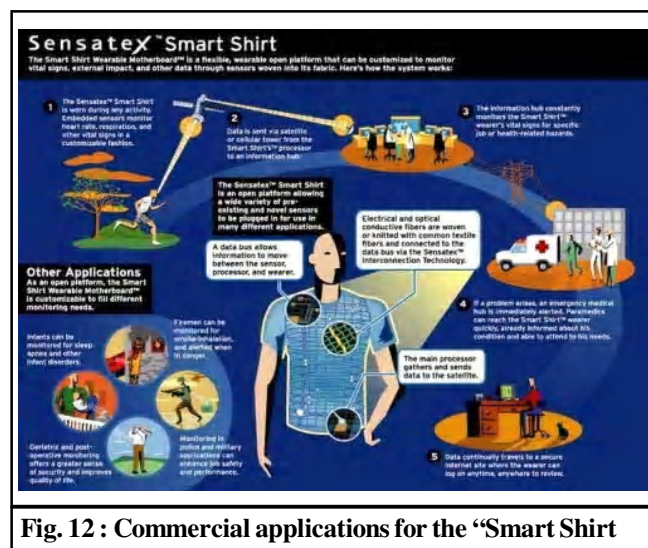 Sensatex™ Smart Shirt
The Smart Shirt Wearable Motherboard™ is a flexible, wearable open platform that can be customized to monitor
vital signs, external impact, and other data through sensors woven into its fabric. Here's how the system works:
1
The Sensatex™ Smart Shirt
is worn during any activity.
Embedded sensors monitor
heart rate, respiration, and
other vital signs in a
customizable fashion.
2
Data is sent via satellite
or cellular tower from the
Smart Shirt's™ processor
to an information hub.
3
The information hub constantly
monitors the Smart Shirt™
wearer's vital signs for specific
job or health-related hazards.
The Sensatex™ Smart Shirt
is an open platform allowing
a wide variety of pre-
existing and novel sensors
to be plugged in for use in
many different applications.
A data bus allows
information to move
between the sensor,
processor, and wearer.
Electrical and optical
conductive fibers are woven
or knitted with common textile
fibers and connected to the
data bus via the Sensatex™
Interconnection Technology.
4
If a problem arises, an emergency medical
hub is immediately alerted. Paramedics
can reach the Smart Shirt™ wearer
quickly, already informed about his
condition and able to attend to his needs.
The main processor
gathers and sends
data to the satellite.
5
Data continually travels to a secure
internet site where the wearer can
log on anytime, anywhere to review.
Other Applications
As an open platform, the Smart
Shirt Wearable Motherboard™ is
customizable to fill different
monitoring needs.
Infants can be
monitored for sleep
apnea and other
infant disorders.
Firemen can be
monitored for
smoke-inhalation,
and alerted when
in danger.
Geriatric and post-
operative monitoring
offers a greater sense
of security and improves
quality of life.
Monitoring in
police and military
applications can
enhance job safety
and performance.
Fig. 12 : Commercial applications for the “Smart Shirt